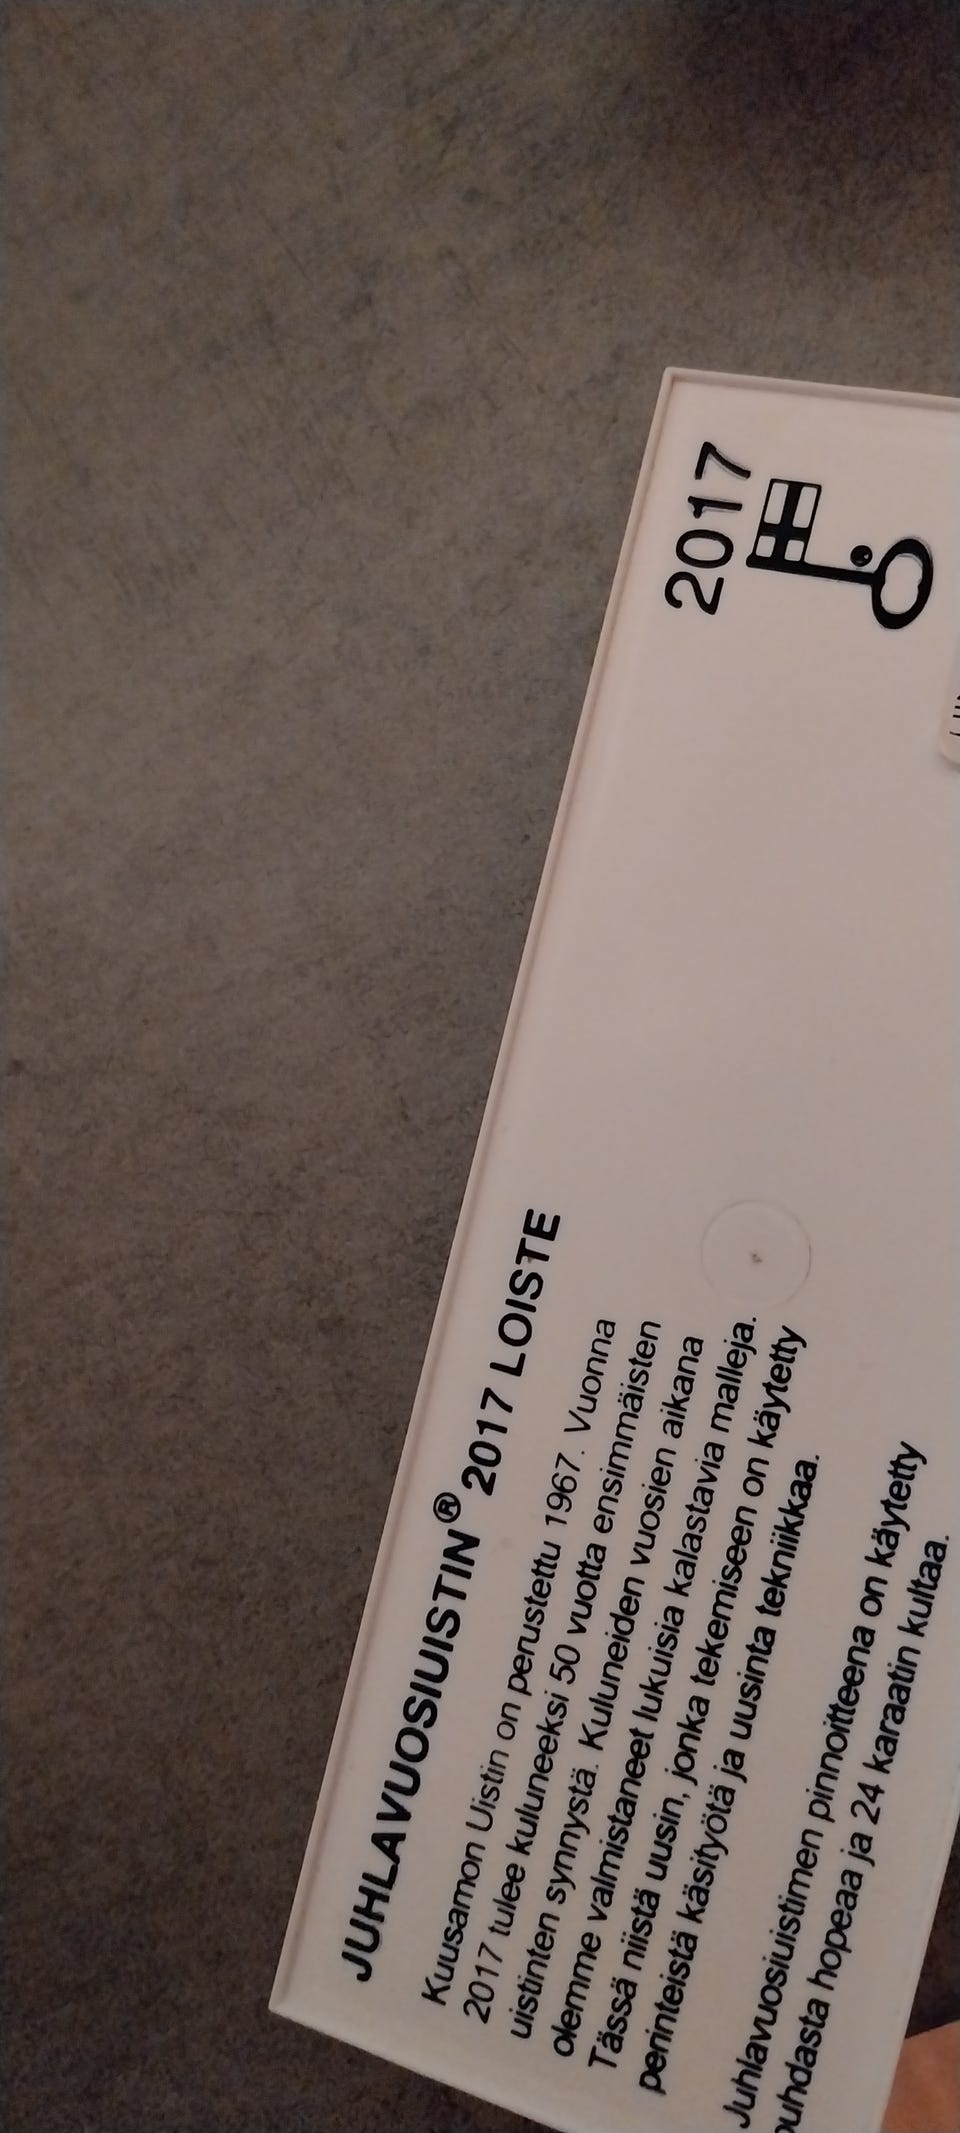 JUHLAVUOSIUISTIN® 2017 LOISTE
Kuusamon Uistin on perustettu 1967. Vuonna
2017 tulee kuluneeksi 50 vuotta ensimmäisten
uistinten synnystä. Kuluneiden vuosien aikana
olemme valmistaneet lukuisia kalastavia malleja.
Tässä niistä uusin, jonka tekemiseen on käytetty
perinteistä käsityötä ja uusinta tekniikkaa.
Juhlavuosiuistimen pinnoitteena on käytetty
puhdasta hopeaa ja 24 karaatin kultaa.
2017